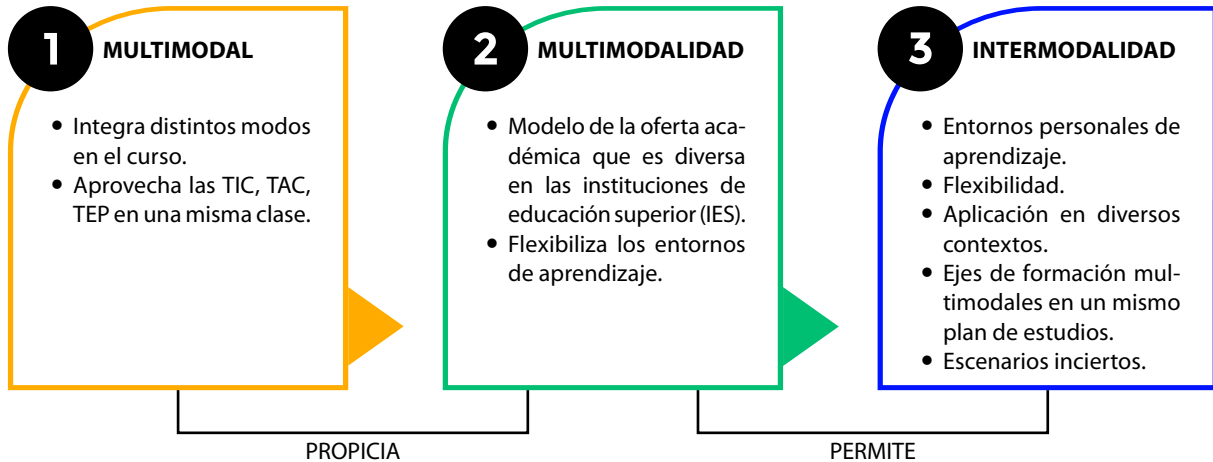 1
MULTIMODAL
• Integra distintos modos
en el curso.
• Aprovecha las TIC, TAC,
TEP en una misma clase.
2
MULTIMODALIDAD
• Modelo de la oferta aca-
démica que es diversa
en las instituciones de
educación superior (IES).
• Flexibiliza los entornos
de aprendizaje.
3
INTERMODALIDAD
• Entornos personales de
aprendizaje.
• Flexibilidad.
• Aplicación en diversos
contextos.
• Ejes de formación mul-
timodales en un mismo
plan de estudios.
• Escenarios inciertos.
PROPICIA
PERMITE